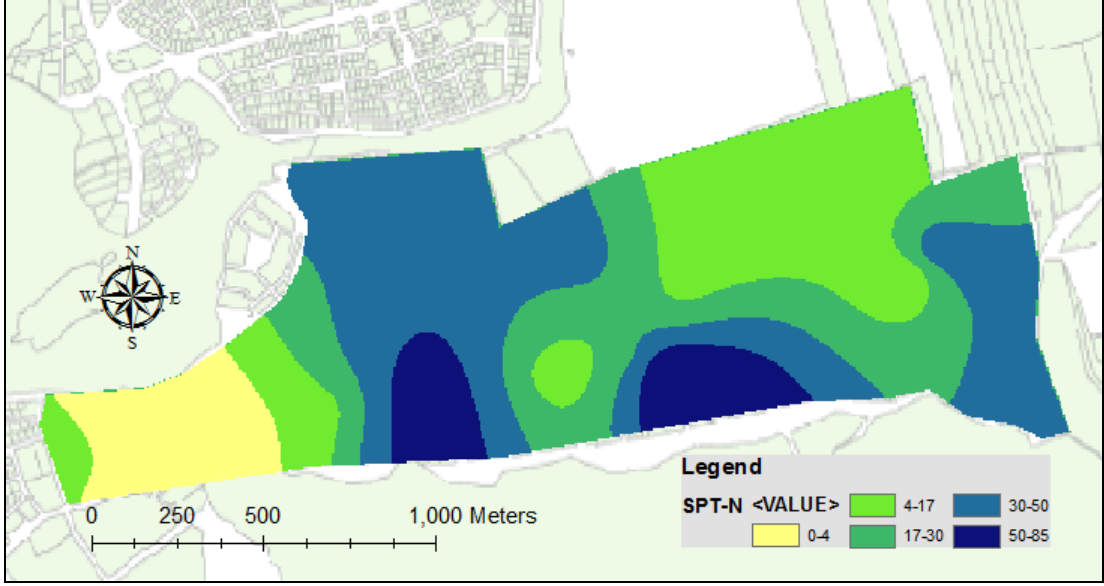 N
W E
S
0 250 500 1,000 Meters
Legend
SPT-N <VALUE> 4-17 30-50
0-4 17-30 50-85